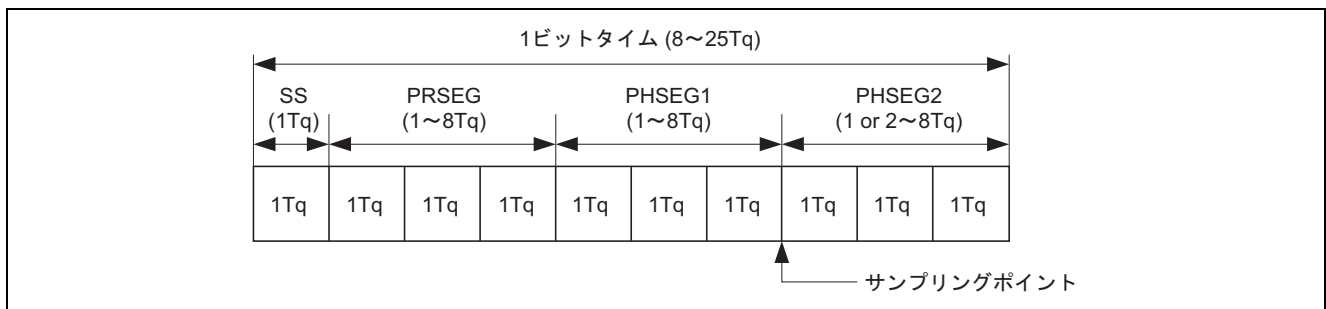 1ビットタイム (8～25Tq)
SS PRSEG PHSEG1 PHSEG2
(1Tq) (1～8Tq) (1～8Tq) (1 or 2～8Tq)
1Tq 1Tq 1Tq 1Tq 1Tq 1Tq 1Tq 1Tq 1Tq 1Tq
サンプリングポイント